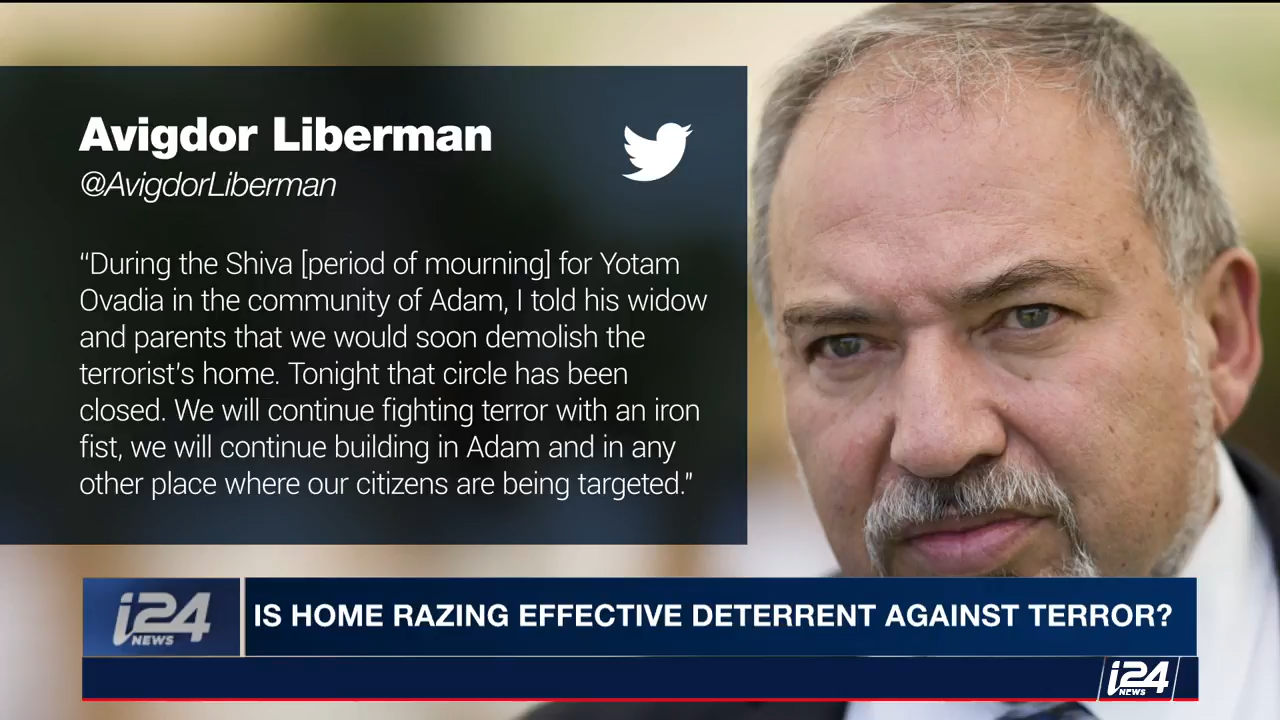 Avigdor Liberman
@AvigdorLiberman
“During the Shiva [period of mourning] for Yotam
Ovadia in the community of Adam, I told his widow
and parents that we would soon demolish the
terrorist's home. Tonight that circle has been
closed. We will continue fighting terror with an iron
fist, we will continue building in Adam and in any
other place where our citizens are being targeted.”
i24
NEWS
IS HOME RAZING EFFECTIVE DETERRENT AGAINST TERROR?
i24
NEWS